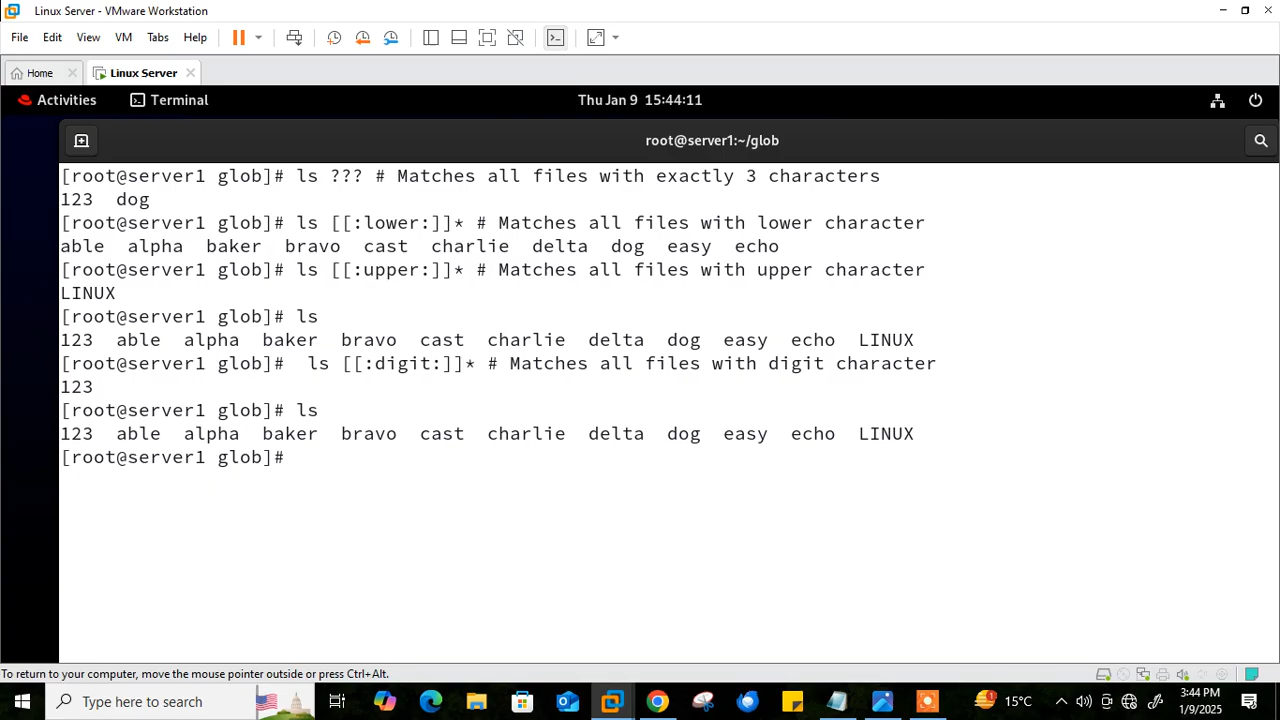 Linux Server - VMware Workstation
File Edit View VM Tabs Help
Home Linux Server
Activities Terminal Thu Jan 9 15:44:11
root@server1:~/glob
[root@server1 glob]# ls ??? # Matches all files with exactly 3 characters
123 dog
[root@server1 glob]# ls [[:lower:]]* # Matches all files with lower character
able alpha baker bravo cast charlie delta dog easy echo
[root@server1 glob]# ls [[:upper:]]* # Matches all files with upper character
LINUX
[root@server1 glob]# ls
123 able alpha baker bravo cast charlie delta dog easy echo LINUX
[root@server1 glob]#  ls [[:digit:]]* # Matches all files with digit character
123
[root@server1 glob]# ls
123 able alpha baker bravo cast charlie delta dog easy echo LINUX
[root@server1 glob]#
To return to your computer, move the mouse pointer outside or press Ctrl+Alt.
Type here to search 1 15°C 3:44 PM
1/9/2025